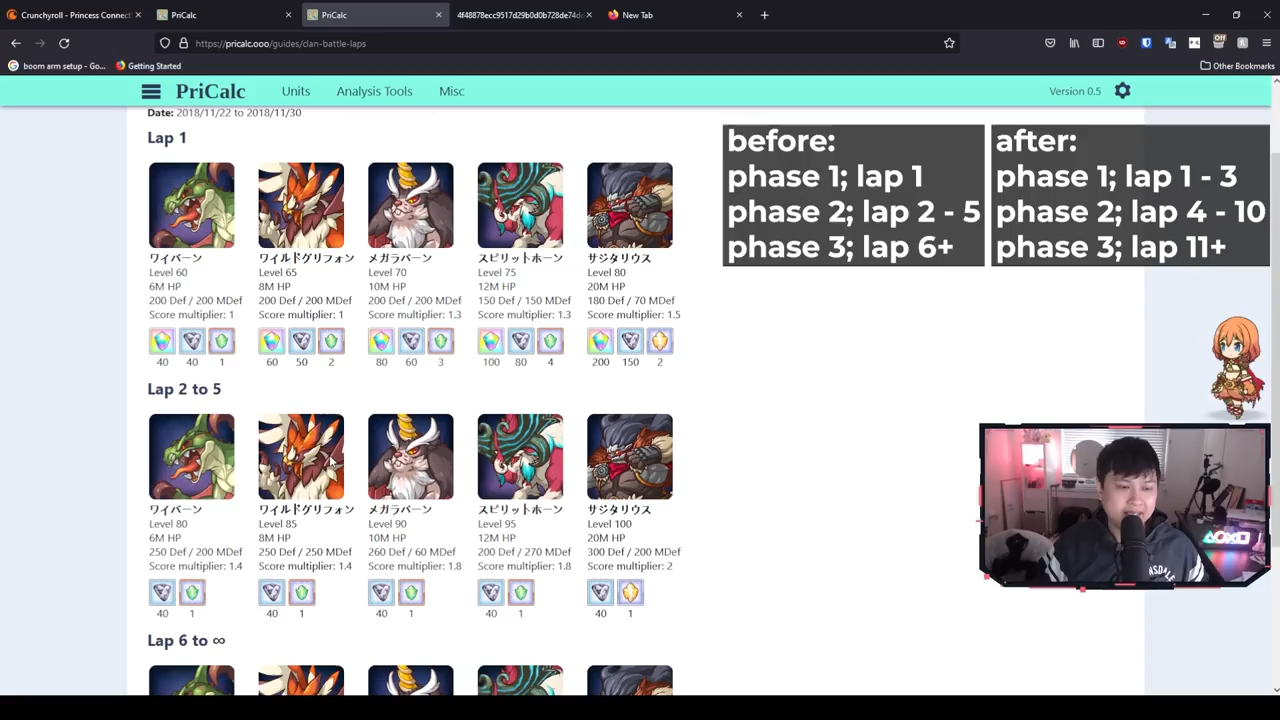 Crunchyroll - Princess Connect
PriCalc
PriCalc
4f48878ecc9517d29b0d0b728de74d
New Tab
https://pricalc.ooo/guides/clan-battle-laps
boom arm setup - Go...
Getting Started
Other Bookmarks
PriCalc
Units
Analysis Tools
Misc
Version 0.5
Date: 2018/11/22 to 2018/11/30
before:
phase 1; lap 1
phase 2; lap 2 - 5
phase 3; lap 6+
after:
phase 1; lap 1 - 3
phase 2; lap 4 - 10
phase 3; lap 11+
Lap 1
ワイバーン
Level 60
6M HP
200 Def / 200 MDef
Score multiplier: 1
40 40 1
ワイルドグリフォン
Level 65
8M HP
200 Def / 200 MDef
Score multiplier: 1
60 50 2
メガラバーン
Level 70
10M HP
200 Def / 200 MDef
Score multiplier: 1.3
80 60 3
スピリットホーン
Level 75
12M HP
150 Def / 150 MDef
Score multiplier: 1.3
100 80 4
サジタリウス
Level 80
20M HP
180 Def / 70 MDef
Score multiplier: 1.5
200 150 2
Lap 2 to 5
ワイバーン
Level 80
6M HP
250 Def / 200 MDef
Score multiplier: 1.4
40 1
ワイルドグリフォン
Level 85
8M HP
250 Def / 250 MDef
Score multiplier: 1.4
40 1
メガラバーン
Level 90
10M HP
260 Def / 60 MDef
Score multiplier: 1.8
40 1
スピリットホーン
Level 95
12M HP
200 Def / 270 MDef
Score multiplier: 1.8
40 1
サジタリウス
Level 100
20M HP
300 Def / 200 MDef
Score multiplier: 2
40 1
Lap 6 to ∞